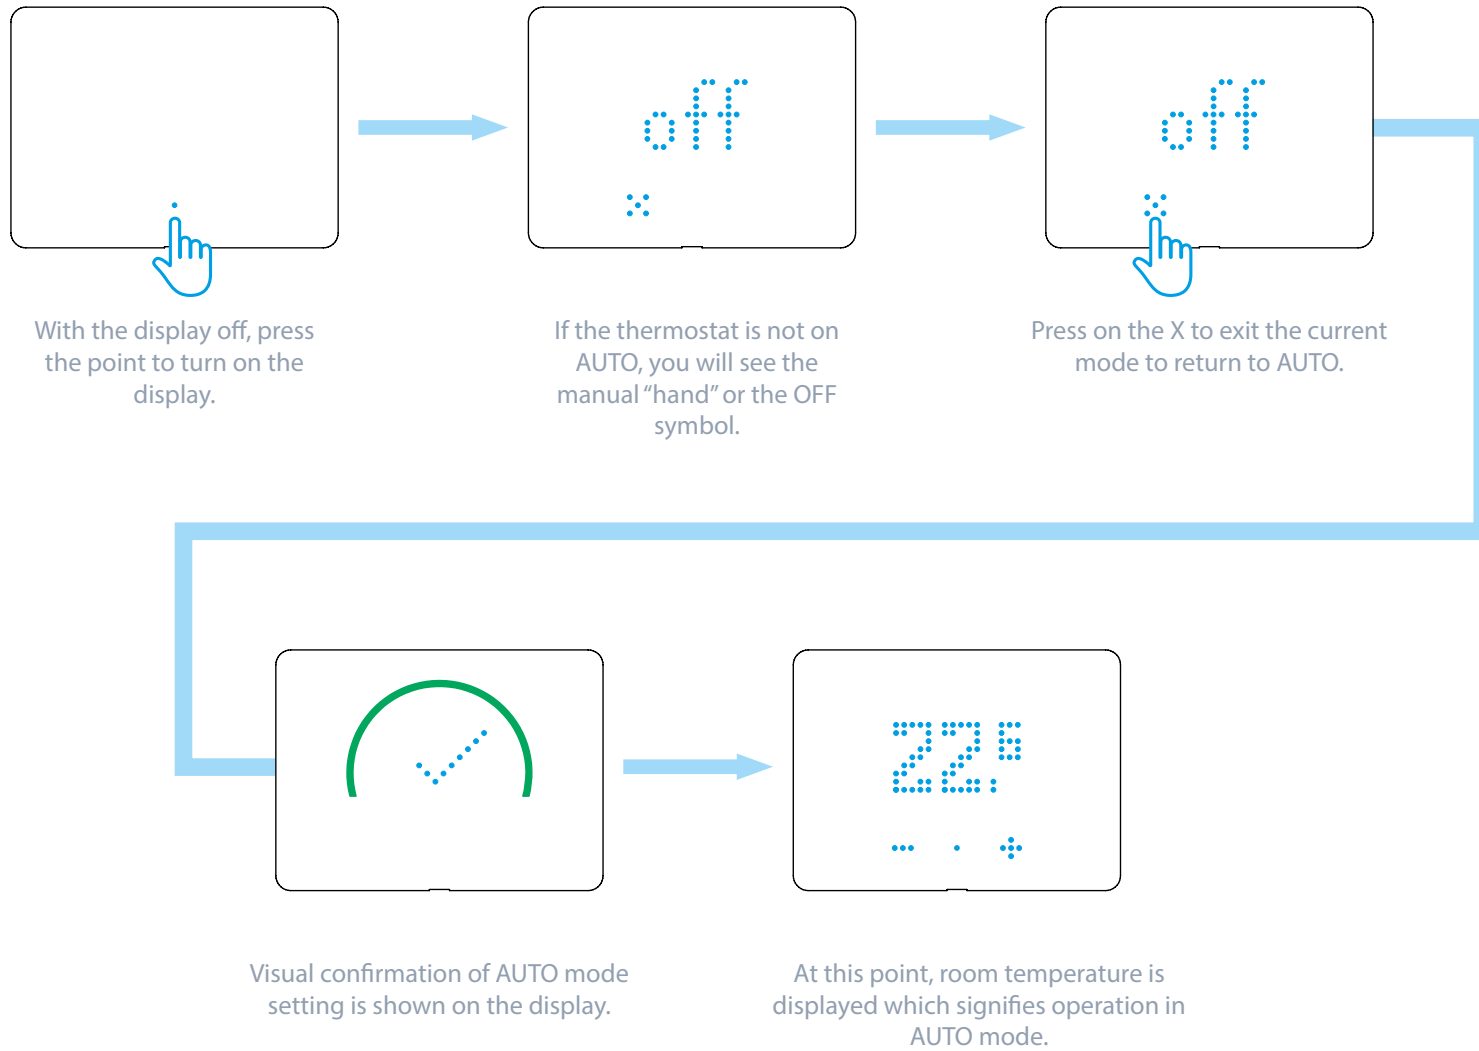 off
off
With the display off, press
the point to turn on the
display.
If the thermostat is not on
AUTO, you will see the
manual “hand” or the OFF
symbol.
Press on the X to exit the current
mode to return to AUTO.
22.6
Visual confirmation of AUTO mode
setting is shown on the display.
At this point, room temperature is
displayed which signifies operation in
AUTO mode.